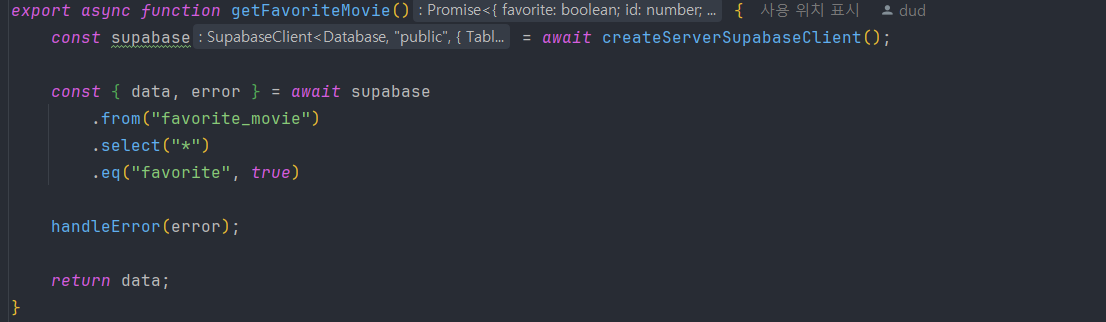 export async function getFavoriteMovie() : Promise<{ favorite: boolean; id: number; ... { 사용 위치 표시 dud
const supabase : SupabaseClient<Database, "public", { Tabl... = await createServerSupabaseClient();
const { data, error } = await supabase
.from("favorite_movie")
.select("*")
.eq("favorite", true)
handleError(error);
return data;
}